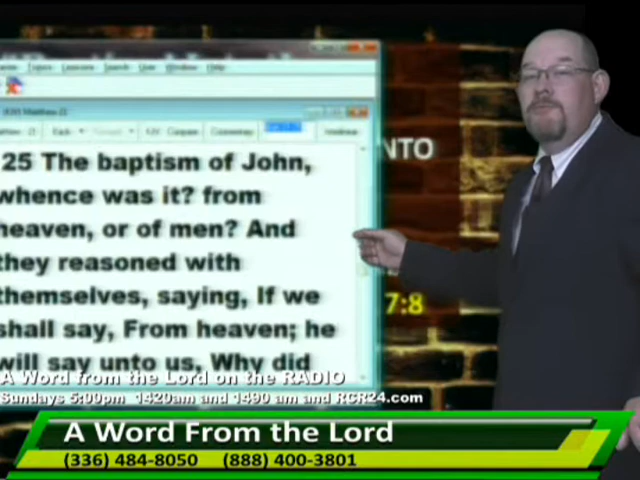 Matthew 21
25 The baptism of John,
whence was it? from
heaven, or of men? And
they reasoned with
themselves, saying, If we
shall say, From heaven; he
will say unto us, Why did
NTO
7:8
A Word from the Lord on the RADIO
Sundays 5:00pm 1420am and 1490 am and RCR24.com
A Word From the Lord
(336) 484-8050 (888) 400-3801